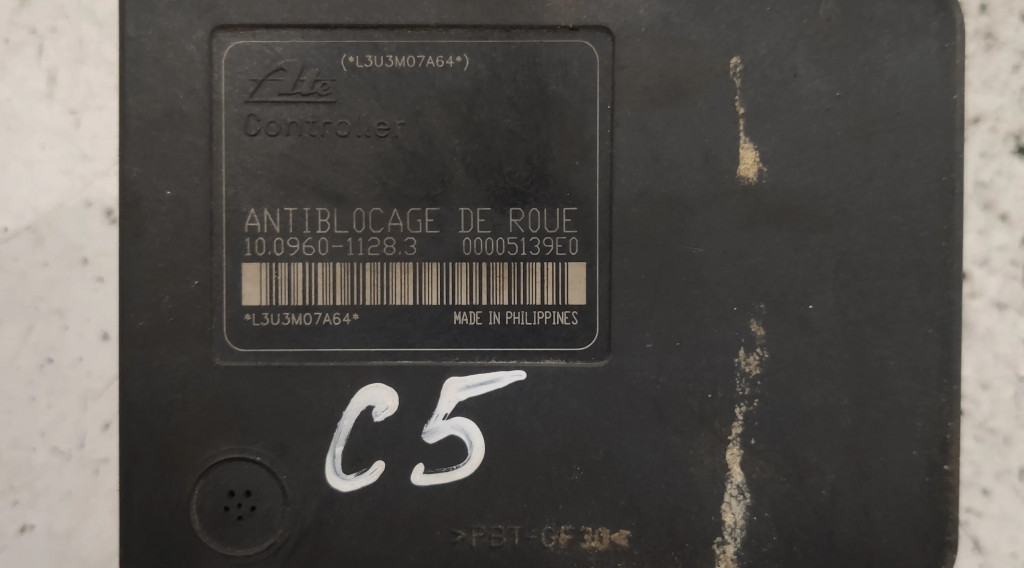 (*L3U3M07A64*)
Ate
Controller
ANTIBLOCAGE DE ROUE
10.0960-1128.3 00005139E0
*L3U3M07A64* MADE IN PHILIPPINES
C5
>PBT-GF30<